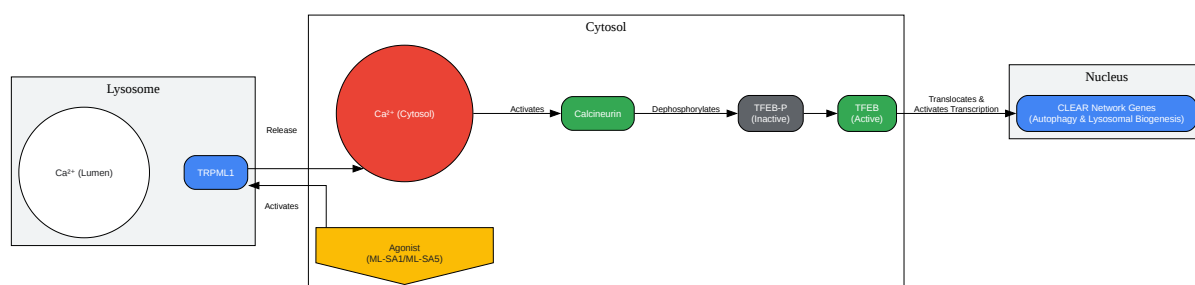 Lysosome
Ca²⁺ (Lumen)
TRPML1
Release
Activates
Cytosol
Ca²⁺ (Cytosol)
Agonist
(ML-SA1/ML-SA5)
Activates
Calcineurin
Dephosphorylates
TFEB-P
(Inactive)
TFEB
(Active)
Translocates &
Activates Transcription
Nucleus
CLEAR Network Genes
(Autophagy & Lysosomal Biogenesis)